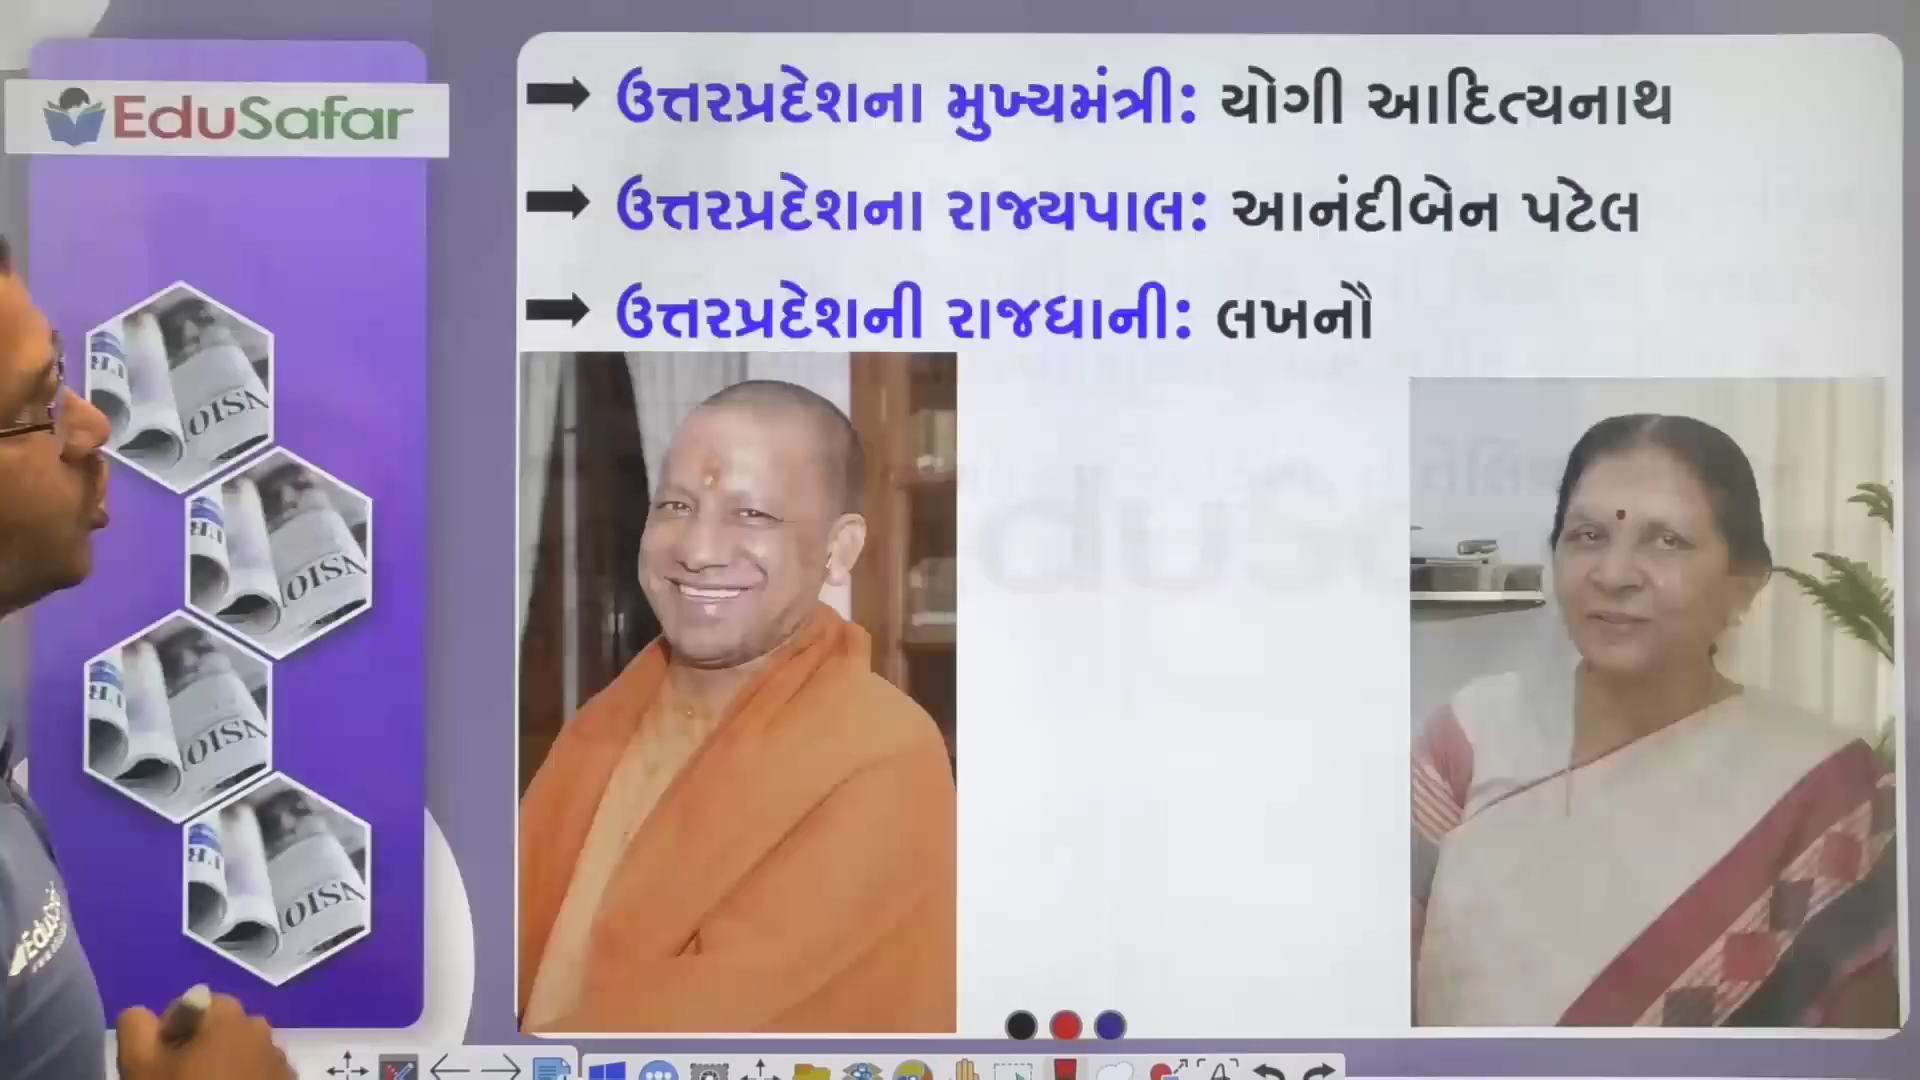 EduSafar
ઉત્તરપ્રદેશના મુખ્યમંત્રી: યોગી આદિત્યનાથ
ઉત્તરપ્રદેશના રાજ્યપાલ: આનંદીબેન પટેલ
ઉત્તરપ્રદેશની રાજધાની: લખનૌ